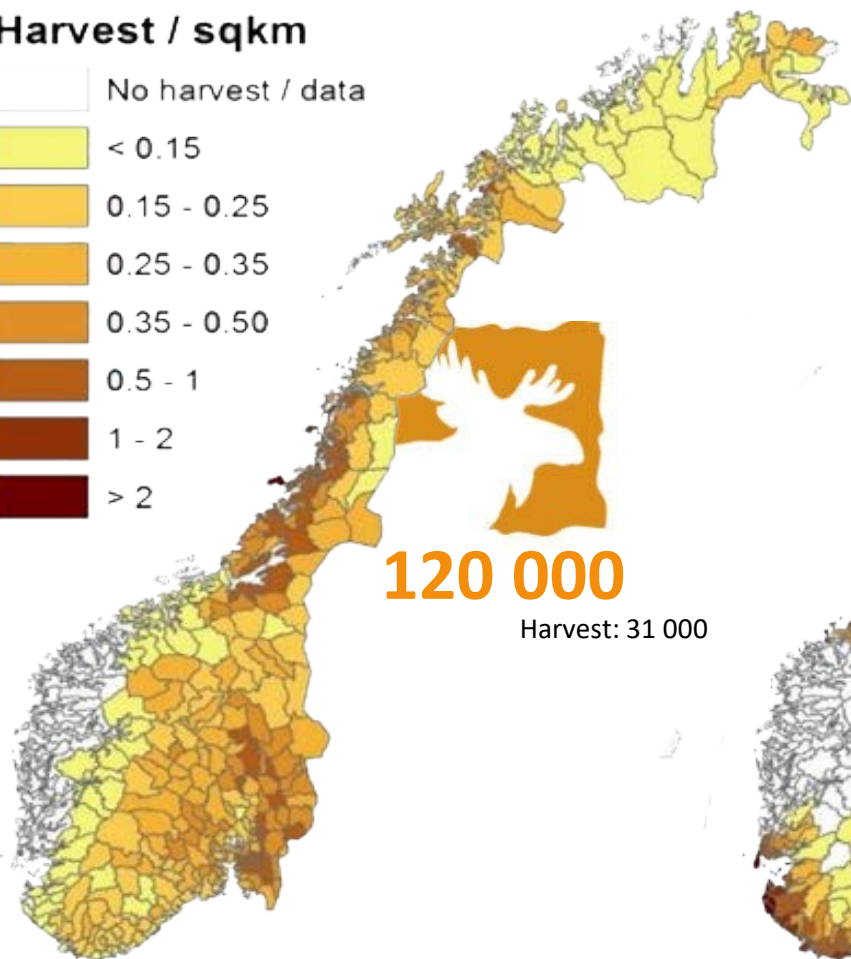 Harvest / sqkm
No harvest / data
< 0.15
0.15 - 0.25
0.25 - 0.35
0.35 - 0.50
0.5 - 1
1 - 2
> 2
120 000
Harvest: 31 000